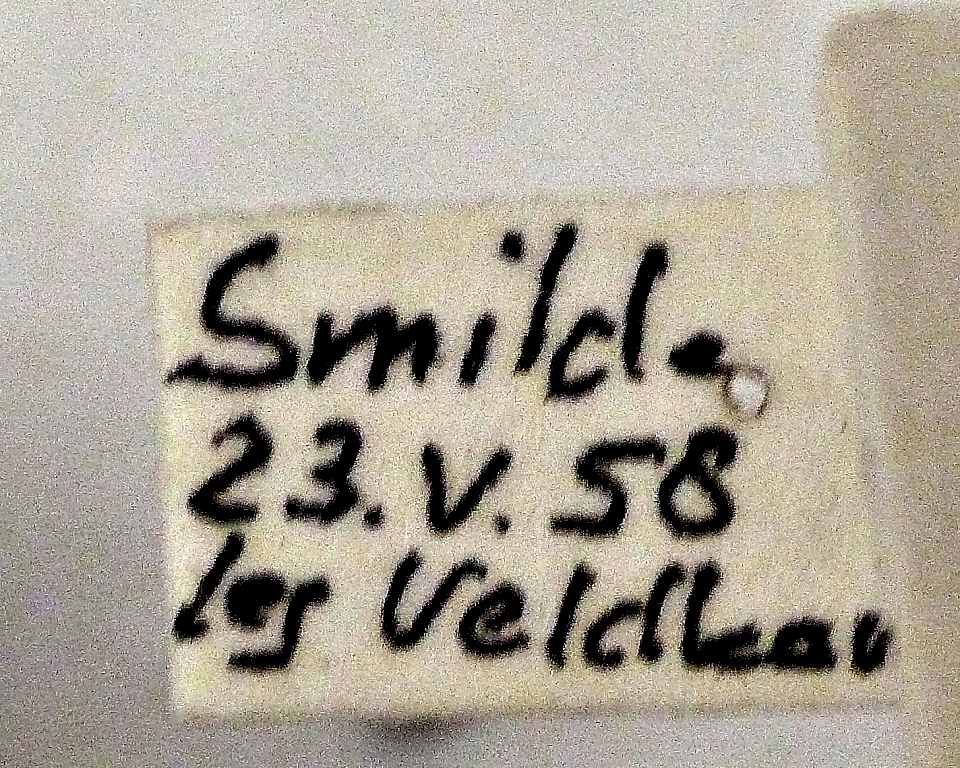 Smilde
23.V.58
leg Veldkamp